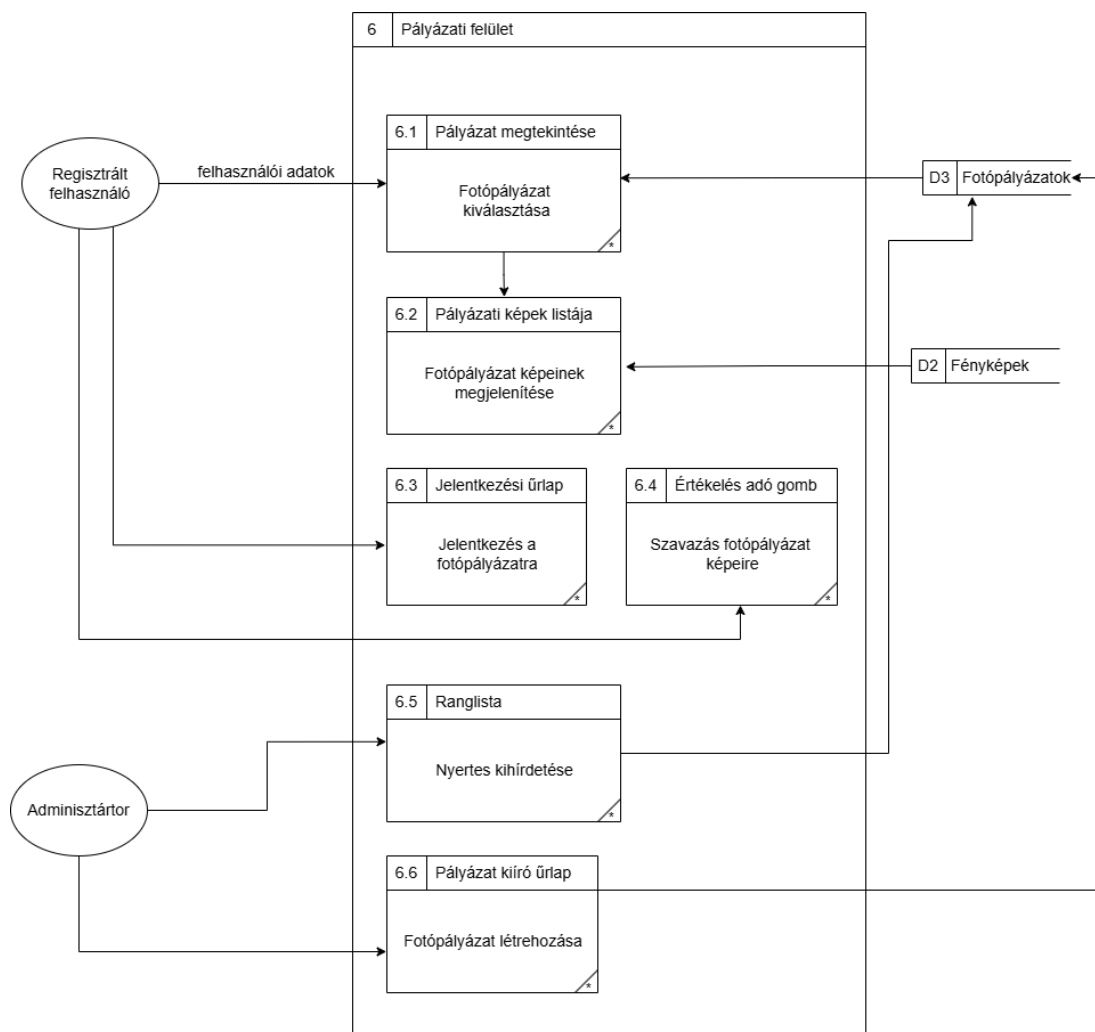 6 Pályázati felület
6.1 Pályázat megtekintése
Regisztrált
felhasználó
felhasználói adatok
Fotópályázat
kiválasztása
*
D3 Fotópályázatok
6.2 Pályázati képek listája
Fotópályázat képeinek
megjelenítése
*
D2 Fényképek
6.3 Jelentkezési űrlap
Jelentkezés a
fotópályázatra
*
6.4 Értékelés adó gomb
Szavazás fotópályázat
képeire
*
6.5 Ranglista
Nyertes kihírdetése
*
Adminisztártor
6.6 Pályázat kiíró űrlap
Fotópályázat létrehozása
*